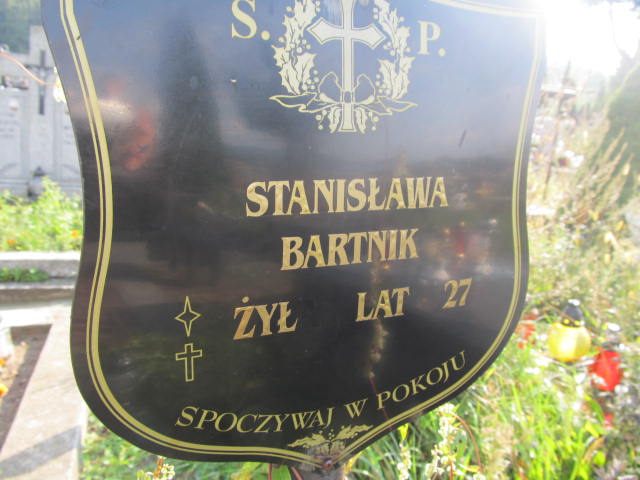 Ś. P.
STANISŁAWA
BARTNIK
ŻYŁ LAT 27
SPOCZYWAJ W POKOJU